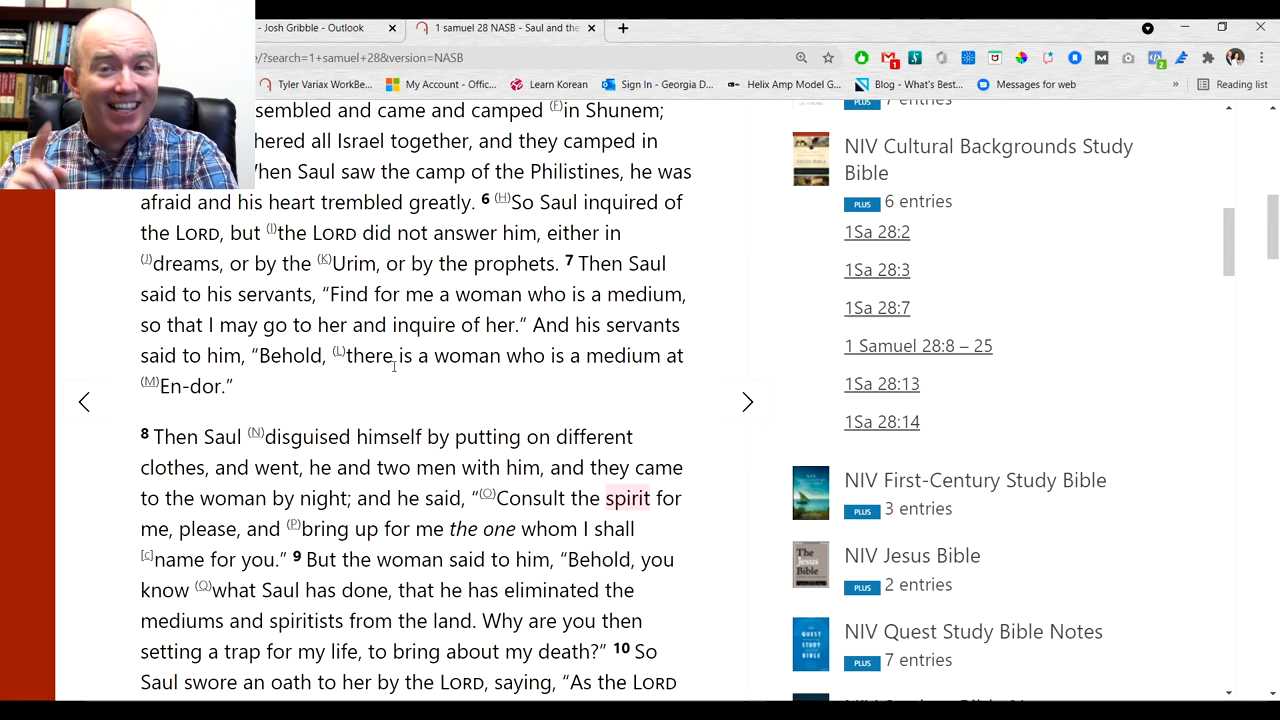 - Josh Gribble - Outlook
1 samuel 28 NASB - Saul and the
e/?search=1+samuel+28&version=NASB
Tyler Variax WorkBe...
My Account - Offic...
Learn Korean
Sign In - Georgia D...
Helix Amp Model G...
Blog - What's Best...
Messages for web
»
Reading list
sembled and came and camped (F)in Shunem;
hered all Israel together, and they camped in
hen Saul saw the camp of the Philistines, he was
afraid and his heart trembled greatly. 6 (H)So Saul inquired of
the LORD, but (I)the LORD did not answer him, either in
(J)dreams, or by the (K)Urim, or by the prophets. 7 Then Saul
said to his servants, “Find for me a woman who is a medium,
so that I may go to her and inquire of her.” And his servants
said to him, “Behold, (L)there is a woman who is a medium at
(M)En-dor.”
8 Then Saul (N)disguised himself by putting on different
clothes, and went, he and two men with him, and they came
to the woman by night; and he said, “(O)Consult the spirit for
me, please, and (P)bring up for me the one whom I shall
[c]name for you.” 9 But the woman said to him, “Behold, you
know (Q)what Saul has done, that he has eliminated the
mediums and spiritists from the land. Why are you then
setting a trap for my life, to bring about my death?” 10 So
Saul swore an oath to her by the LORD, saying, “As the LORD
PLUS 7 entries
NIV Cultural Backgrounds Study
Bible
PLUS 6 entries
1Sa 28:2
1Sa 28:3
1Sa 28:7
1 Samuel 28:8 – 25
1Sa 28:13
1Sa 28:14
NIV First-Century Study Bible
PLUS 3 entries
The Jesus Bible
NIV Jesus Bible
PLUS 2 entries
QUEST STUDY BIBLE
NIV Quest Study Bible Notes
PLUS 7 entries